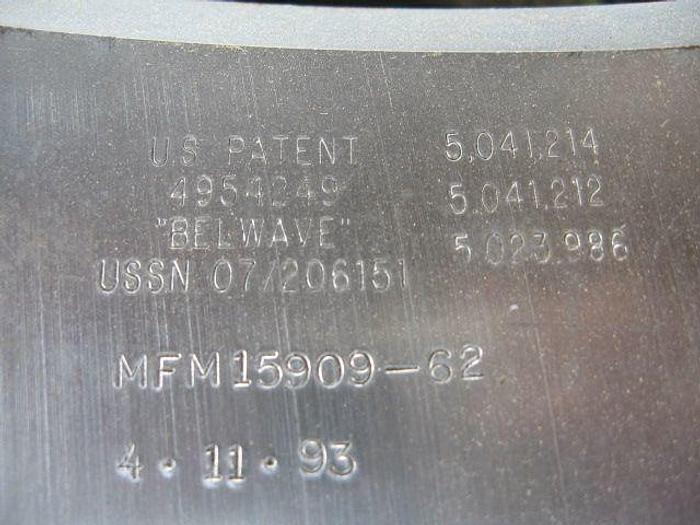 U.S. PATENT 5,041,214
4954249 5,041,212
"BELWAVE" 5,023,986
USSN 07/206151
MFM15909-62
4·11·93